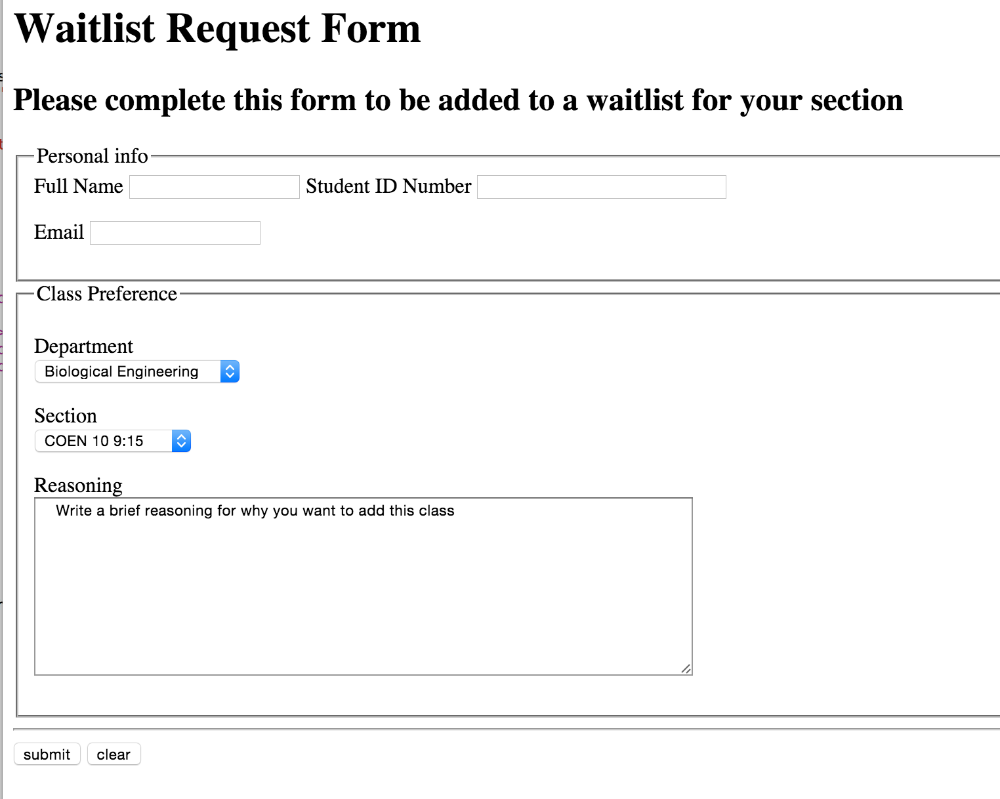 Waitlist Request Form
Please complete this form to be added to a waitlist for your section
Personal info
Full Name Student ID Number
Email
Class Preference
Department
Biological Engineering
Section
COEN 10 9:15
Reasoning
Write a brief reasoning for why you want to add this class
submit clear